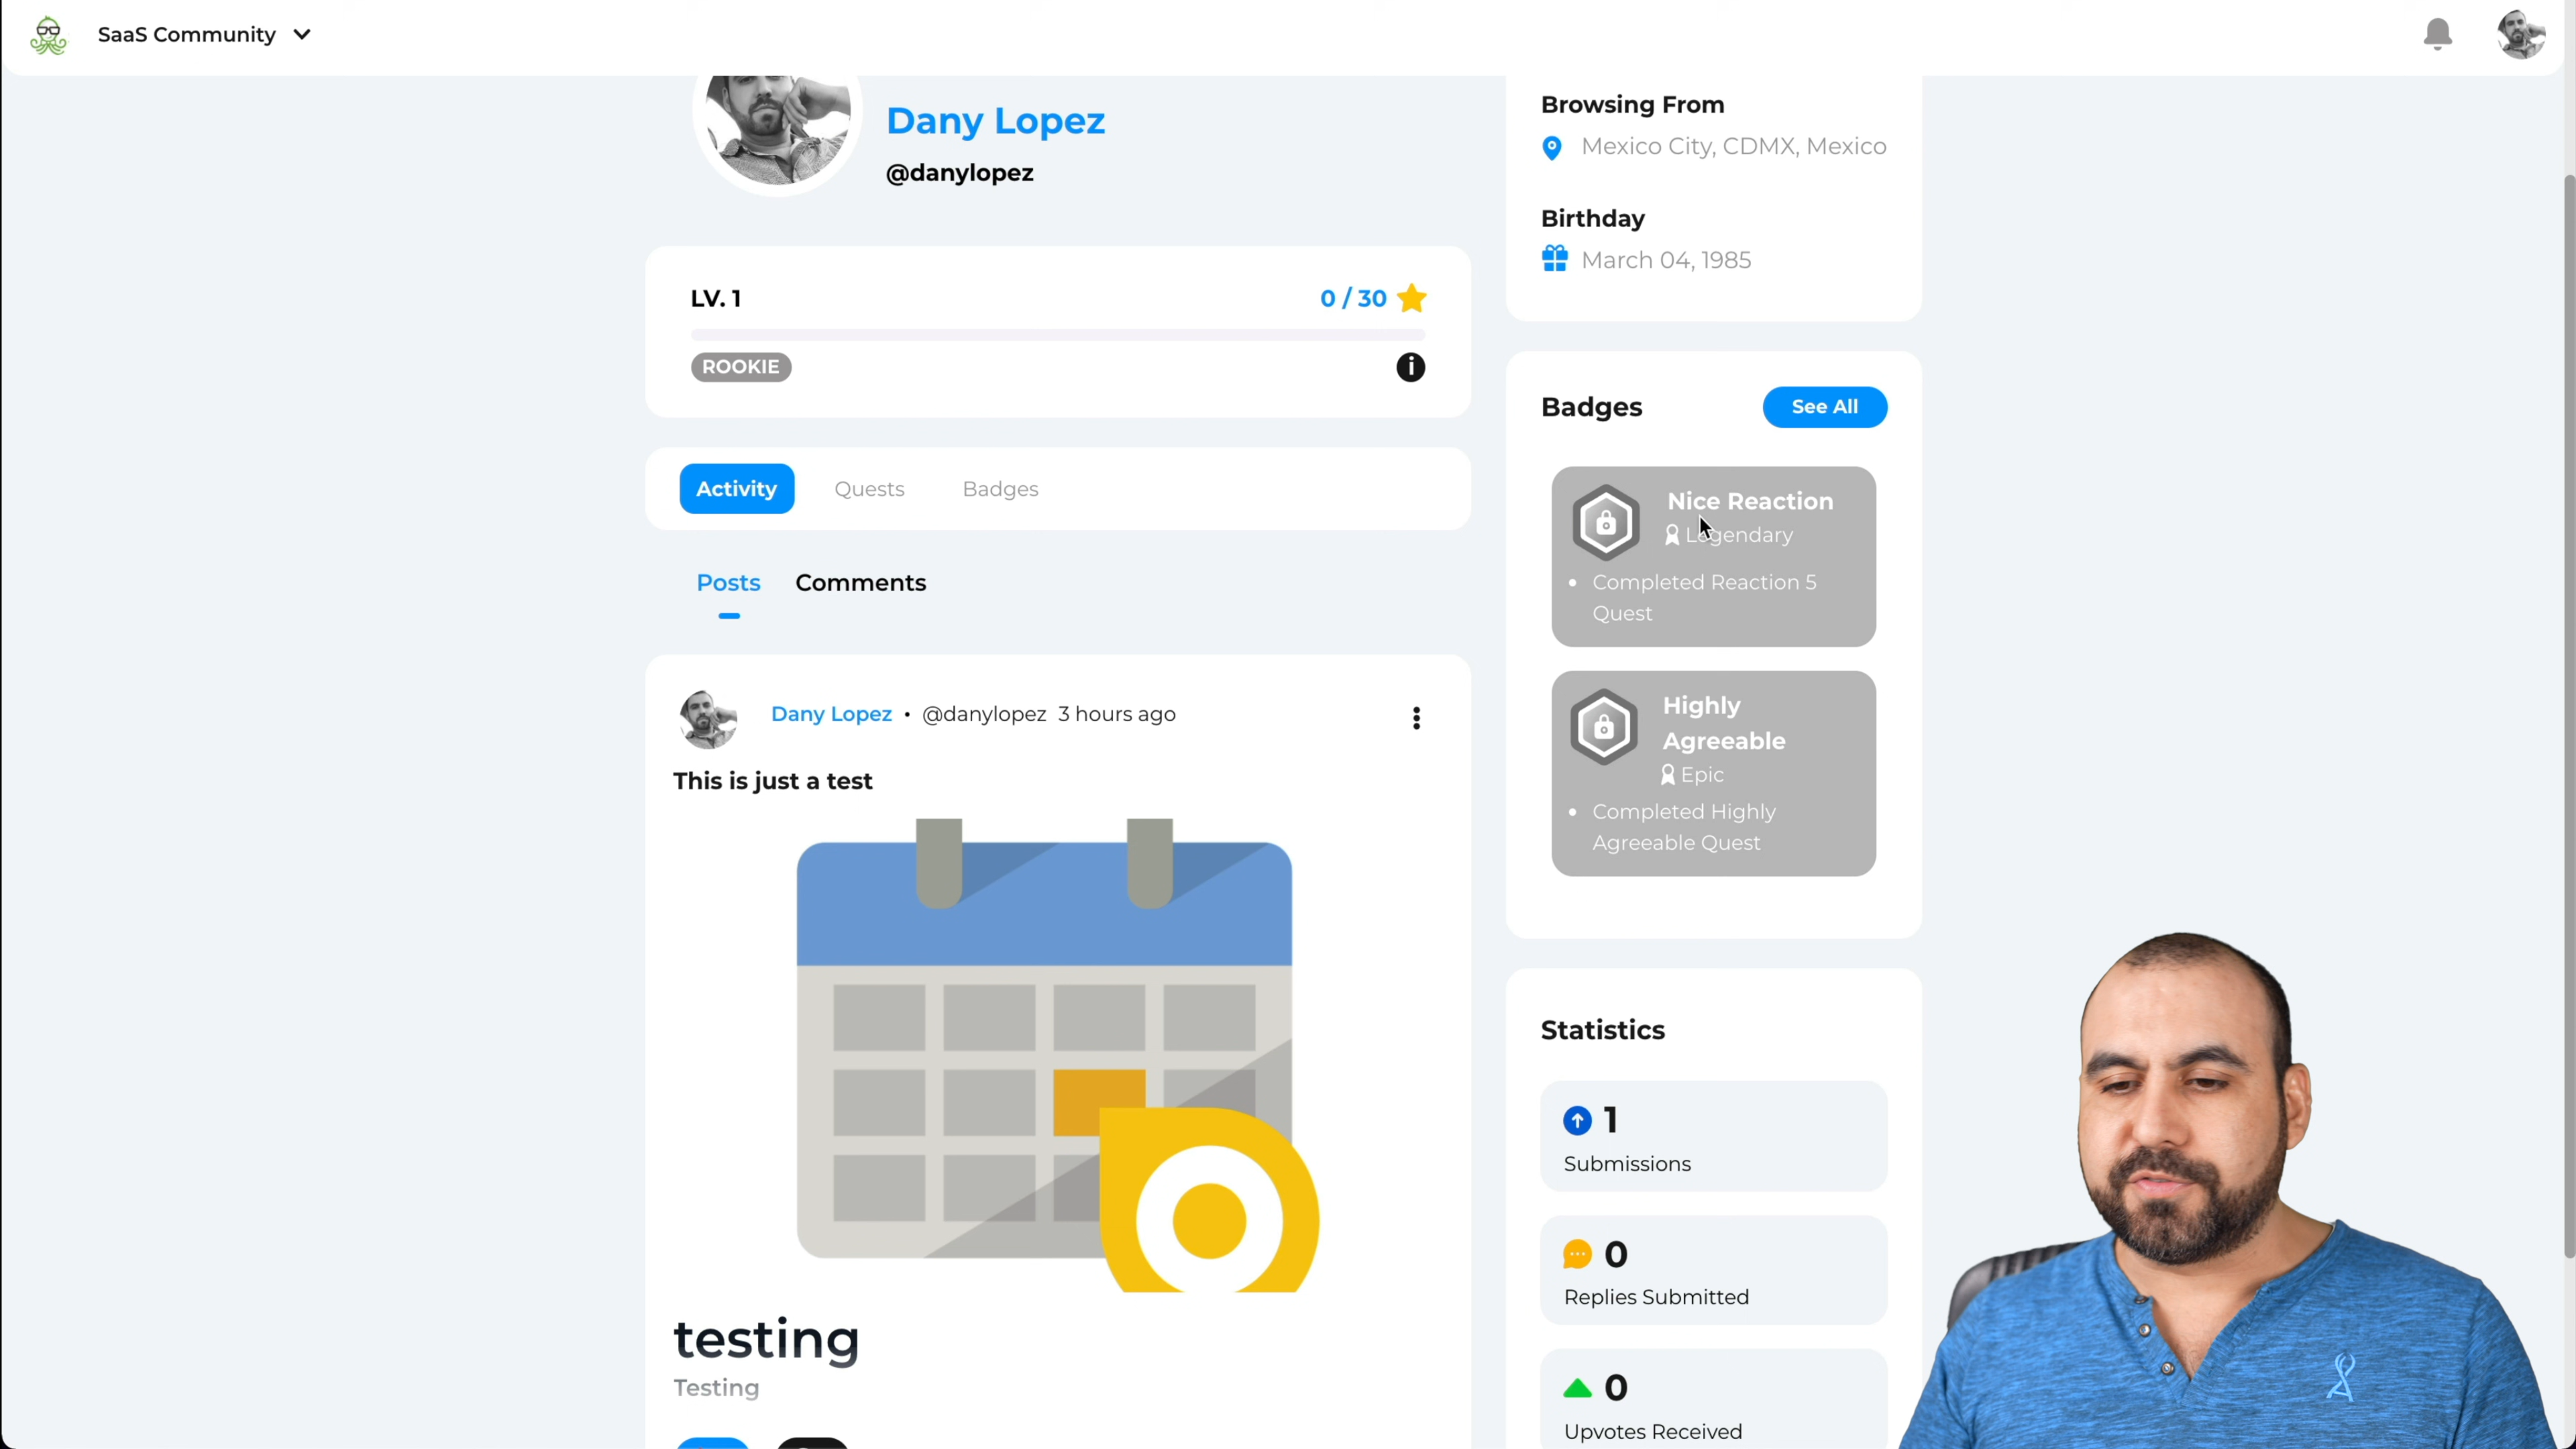 SaaS Community
Dany Lopez
@danylopez
LV. 1
0 / 30
ROOKIE
Activity
Quests
Badges
Posts
Comments
Dany Lopez • @danylopez 3 hours ago
This is just a test
testing
Testing
Browsing From
Mexico City, CDMX, Mexico
Birthday
March 04, 1985
Badges
See All
Nice Reaction
Legendary
• Completed Reaction 5
Quest
Highly
Agreeable
Epic
• Completed Highly
Agreeable Quest
Statistics
1
Submissions
0
Replies Submitted
0
Upvotes Received